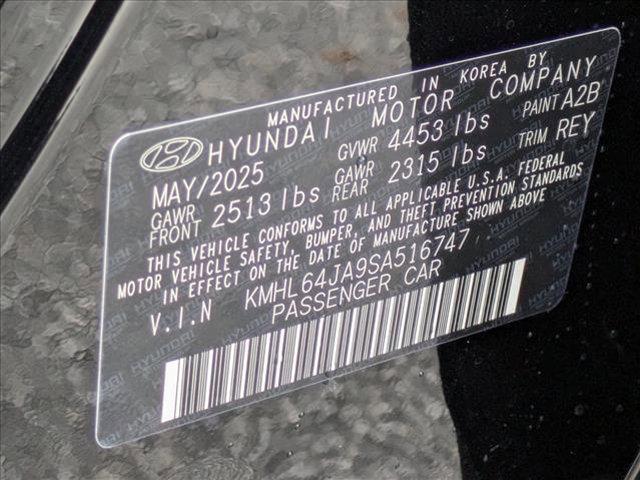 MANUFACTURED IN KOREA BY
HYUNDAI MOTOR COMPANY
MAY/2025 GVWR 4453 lbs PAINT A2B
GAWR FRONT 2513 lbs GAWR REAR 2315 lbs TRIM REY
THIS VEHICLE CONFORMS TO ALL APPLICABLE U.S.A. FEDERAL
MOTOR VEHICLE SAFETY, BUMPER, AND THEFT PREVENTION STANDARDS
IN EFFECT ON THE DATE OF MANUFACTURE SHOWN ABOVE
V.I.N KMHL64JA9SA516747
PASSENGER CAR